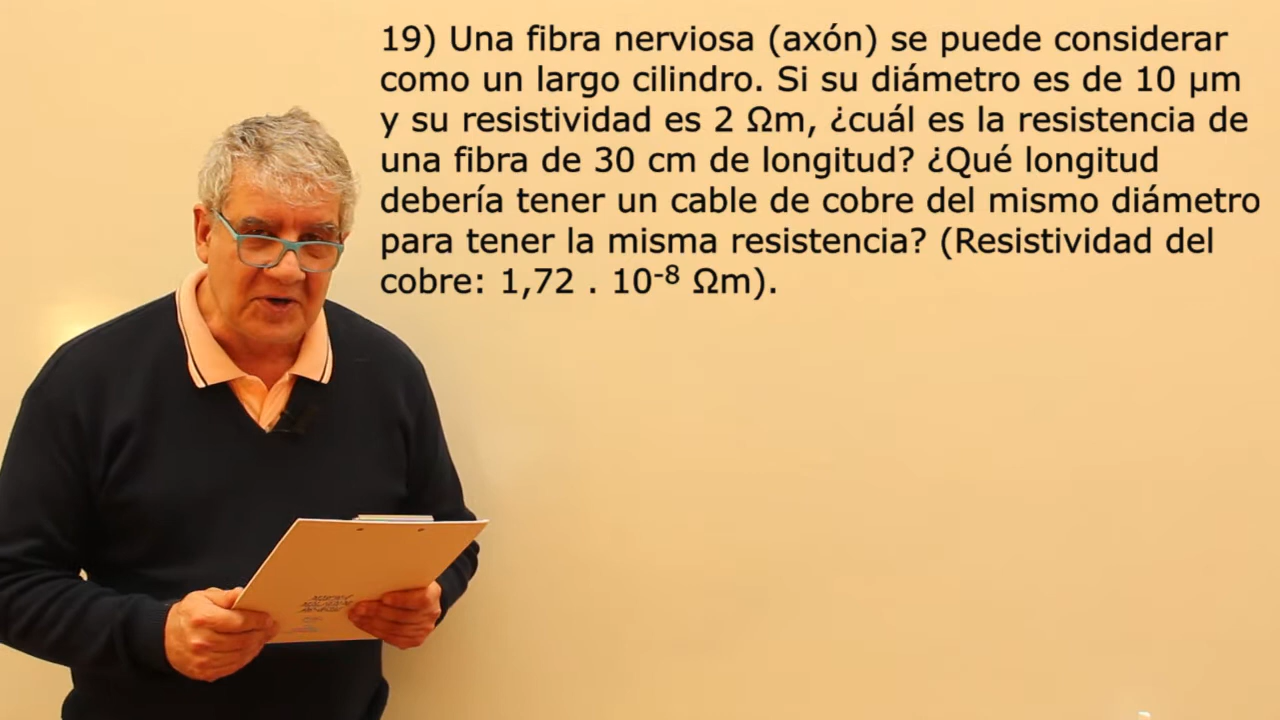 19) Una fibra nerviosa (axón) se puede considerar
como un largo cilindro. Si su diámetro es de 10 µm
y su resistividad es 2 Ωm, ¿cuál es la resistencia de
una fibra de 30 cm de longitud? ¿Qué longitud
debería tener un cable de cobre del mismo diámetro
para tener la misma resistencia? (Resistividad del
cobre: 1,72 . 10⁻⁸ Ωm).